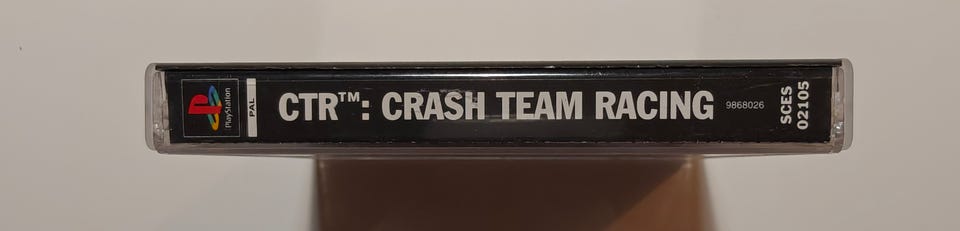 PlayStation
PAL
CTR™: CRASH TEAM RACING
9868026
SCES
02105